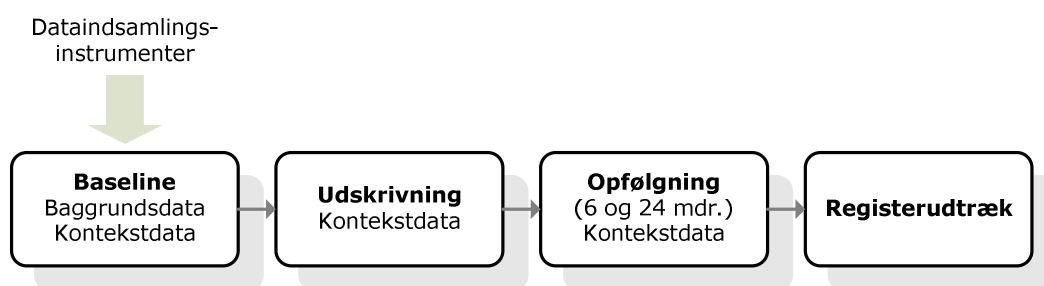 Dataindsamlings-
instrumenter
Baseline
Baggrundsdata
Kontekstdata
Udskrivning
Kontekstdata
Opfølgning
(6 og 24 mdr.)
Kontekstdata
Registerudtræk